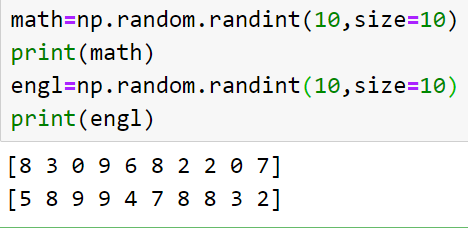 math=np.random.randint(10,size=10)
print(math)
engl=np.random.randint(10,size=10)
print(engl)
[8 3 0 9 6 8 2 2 0 7]
[5 8 9 9 4 7 8 8 3 2]